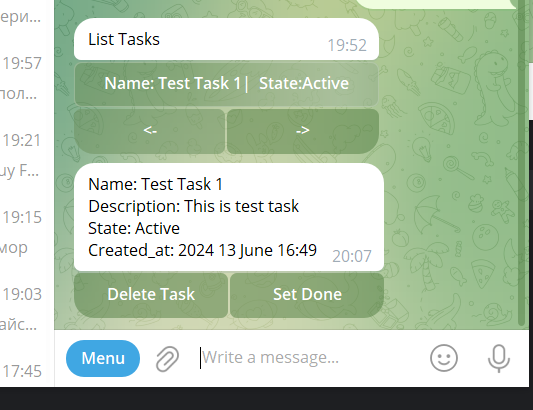 ери...
19:57
пол...
19:21
uy F...
19:15
мор
19:03
айс...
17:45
List Tasks
19:52
Name: Test Task 1| State:Active
<-
->
Name: Test Task 1
Description: This is test task
State: Active
Created_at: 2024 13 June 16:49
20:07
Delete Task
Set Done
Menu
Write a message...